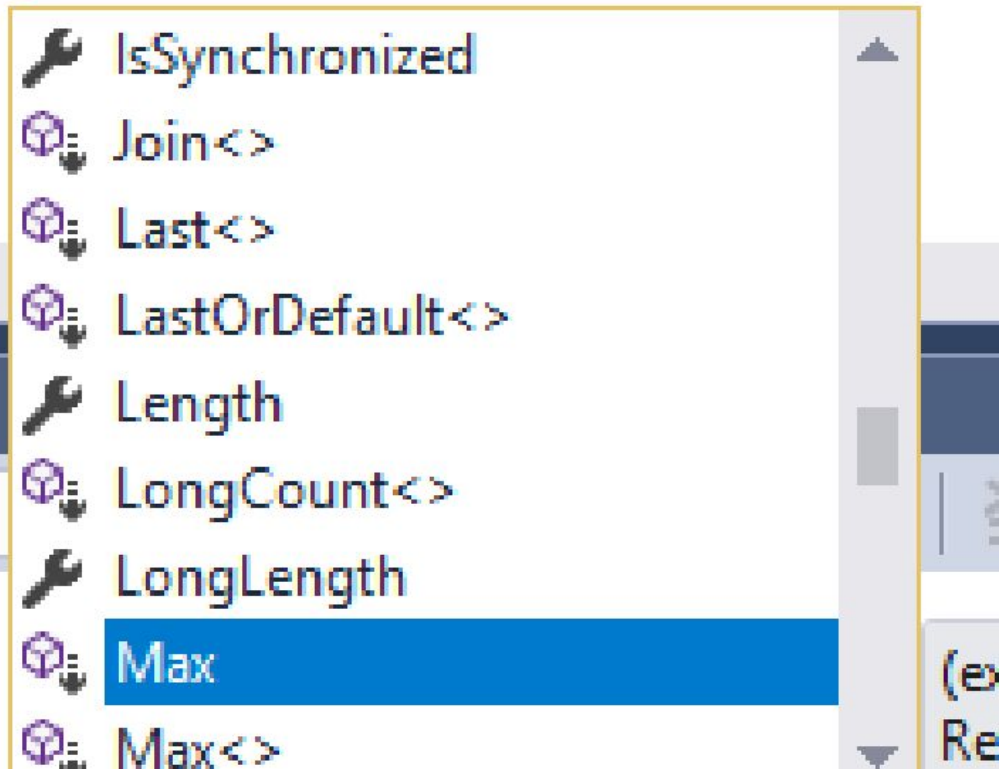 IsSynchronized
Join<>
Last<>
LastOrDefault<>
Length
LongCount<>
LongLength
Max
Max<>